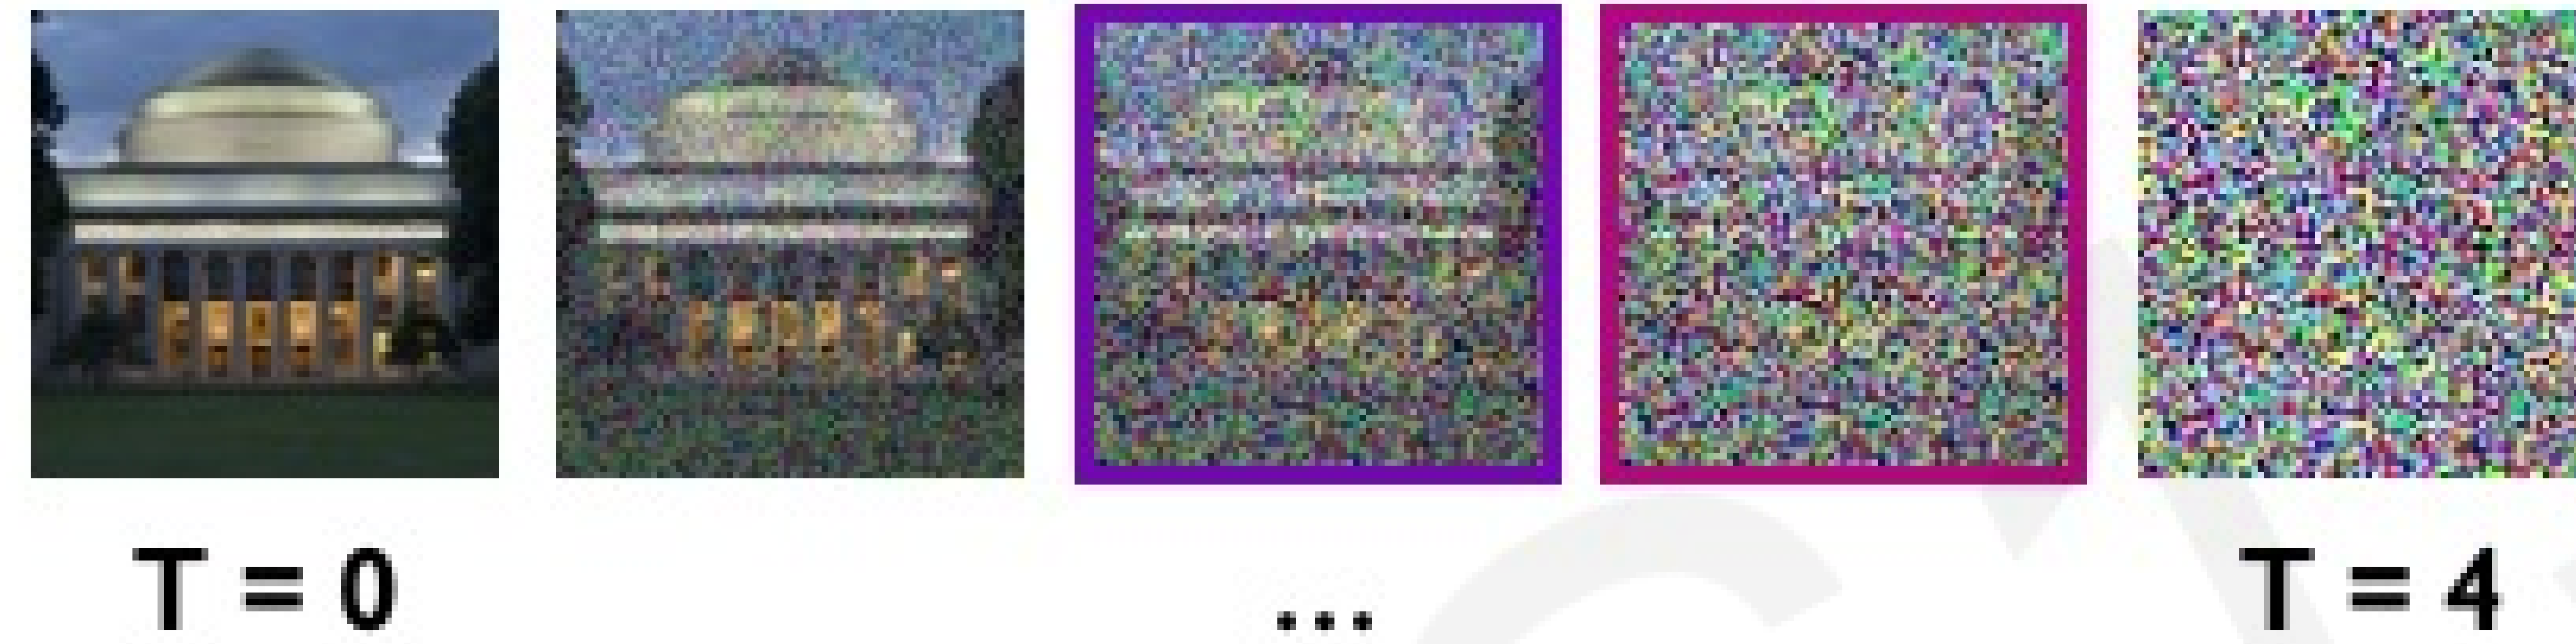 T = 0
...
T = 4